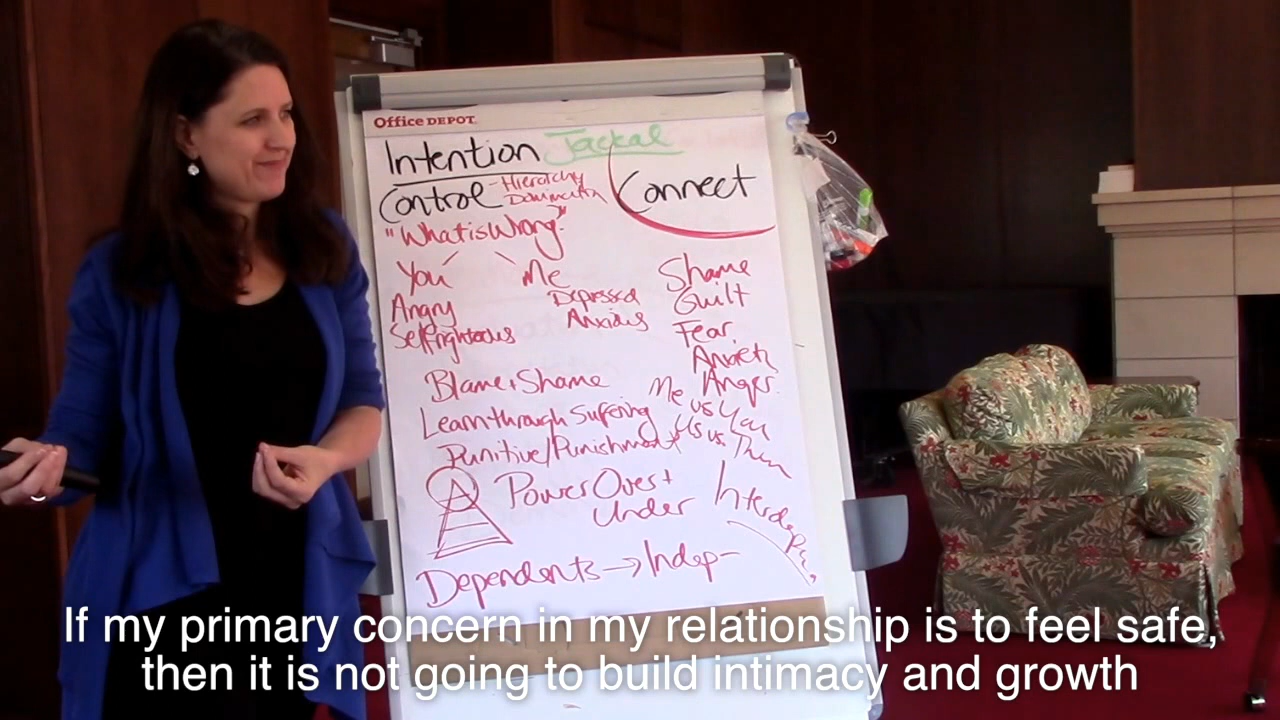 Office DEPOT
Intention Jackal
Control - Hierarchy
Domination
Connect
"What is Wrong?"
You Me
Angry
Self righteous
Depressed
Anxious
Shame
Guilt
Fear
Anxiety
Anger
Blame + Shame
Learn through Suffering
Punitive/Punishment
Me vs You
Us vs. Them
Power Over +
Under
Interdepen.
Dependents → Indep -
If my primary concern in my relationship is to feel safe,
then it is not going to build intimacy and growth